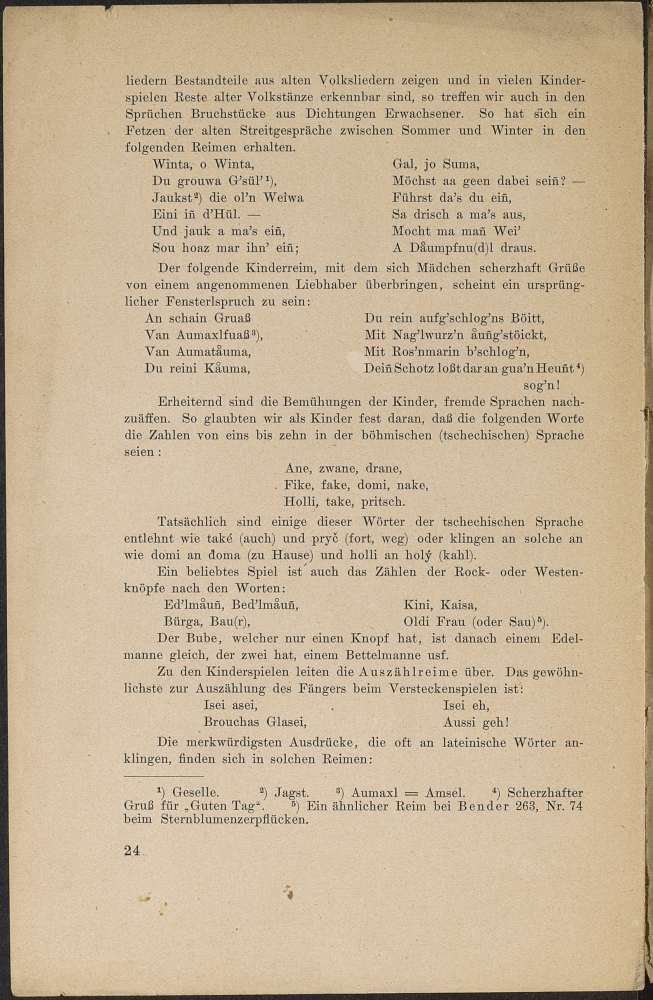 liedern Bestandteile aus alten Volksliedern zeigen und in vielen Kinder-
spielen Reste alter Volkstänze erkennbar sind, so treffen wir auch in den
Sprüchen Bruchstücke aus Dichtungen Erwachsener. So hat sich ein
Fetzen der alten Streitgespräche zwischen Sommer und Winter in den
folgenden Reimen erhalten.
Winta, o Winta,
Du grouwa G'sül'¹),
Jaukst²) die ol'n Weiwa
Eini iñ d'Hül. —
Und jauk a ma's eiñ,
Sou hoaz mar ihn' eiñ;
Gal, jo Suma,
Möchst aa geen dabei seiñ? —
Führst da's du eiñ,
Sa drisch a ma's aus,
Mocht ma mañ Wei'
A Dåumpfnu(d)l draus.
Der folgende Kinderreim, mit dem sich Mädchen scherzhaft Grüße
von einem angenommenen Liebhaber überbringen, scheint ein ursprüng-
licher Fensterlspruch zu sein:
An schain Gruaß
Van Aumaxlfuaß³),
Van Aumatåuma,
Du reini Kåuma,
Du rein aufg'schlog'ns Böitt,
Mit Nag'lwurz'n åuñg'stöickt,
Mit Ros'nmarin b'schlog'n,
Deiñ Schotz loßt dar an gua'n Heuñt⁴)
sog'n!
Erheiternd sind die Bemühungen der Kinder, fremde Sprachen nach-
zuäffen. So glaubten wir als Kinder fest daran, daß die folgenden Worte
die Zahlen von eins bis zehn in der böhmischen (tschechischen) Sprache
seien:
Ane, zwane, drane,
Fike, fake, domi, nake,
Holli, take, pritsch.
Tatsächlich sind einige dieser Wörter der tschechischen Sprache
entlehnt wie také (auch) und pryč (fort, weg) oder klingen an solche an
wie domi an doma (zu Hause) und holli an holý (kahl).
Ein beliebtes Spiel ist auch das Zählen der Rock- oder Westen-
knöpfe nach den Worten:
Ed'lmåuñ, Bed'lmåuñ,
Bürga, Bau(r),
Kini, Kaisa,
Oldi Frau (oder Sau)⁵).
Der Bube, welcher nur einen Knopf hat, ist danach einem Edel-
manne gleich, der zwei hat, einem Bettelmanne usf.
Zu den Kinderspielen leiten die Auszählreime über. Das gewöhn-
lichste zur Auszählung des Fängers beim Versteckenspielen ist:
Isei asei,
Brouchas Glasei,
Isei eh,
Aussi geh!
Die merkwürdigsten Ausdrücke, die oft an lateinische Wörter an-
klingen, finden sich in solchen Reimen:
¹) Geselle. ²) Jagst. ³) Aumaxl = Amsel. ⁴) Scherzhafter
Gruß für „Guten Tag“. ⁵) Ein ähnlicher Reim bei Bender 263, Nr. 74
beim Sternblumenzerpflücken.
24